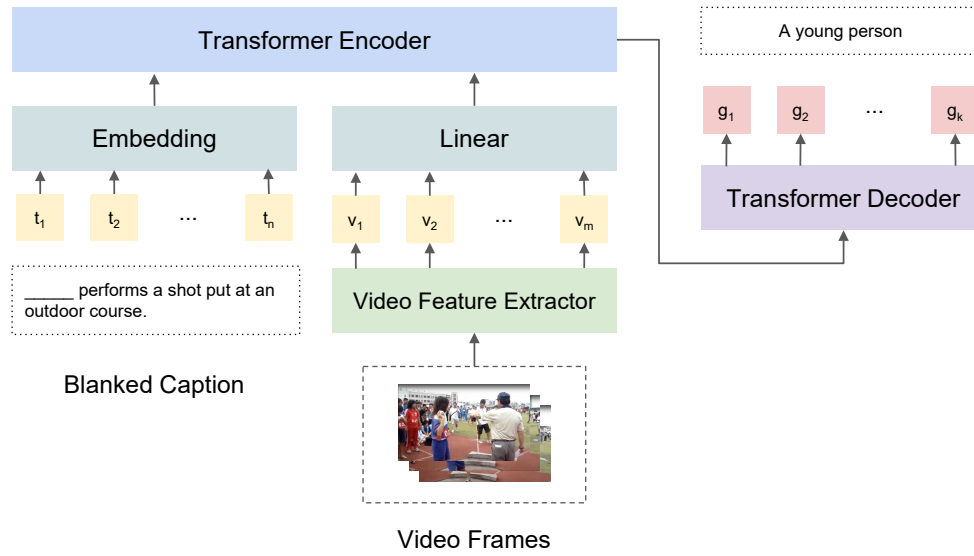 Transformer Encoder
Embedding
Linear
t1 t2 ... tn
v1 v2 ... vm
_____ performs a shot put at an
outdoor course.
Blanked Caption
Video Feature Extractor
Video Frames
A young person
g1 g2 ... gk
Transformer Decoder